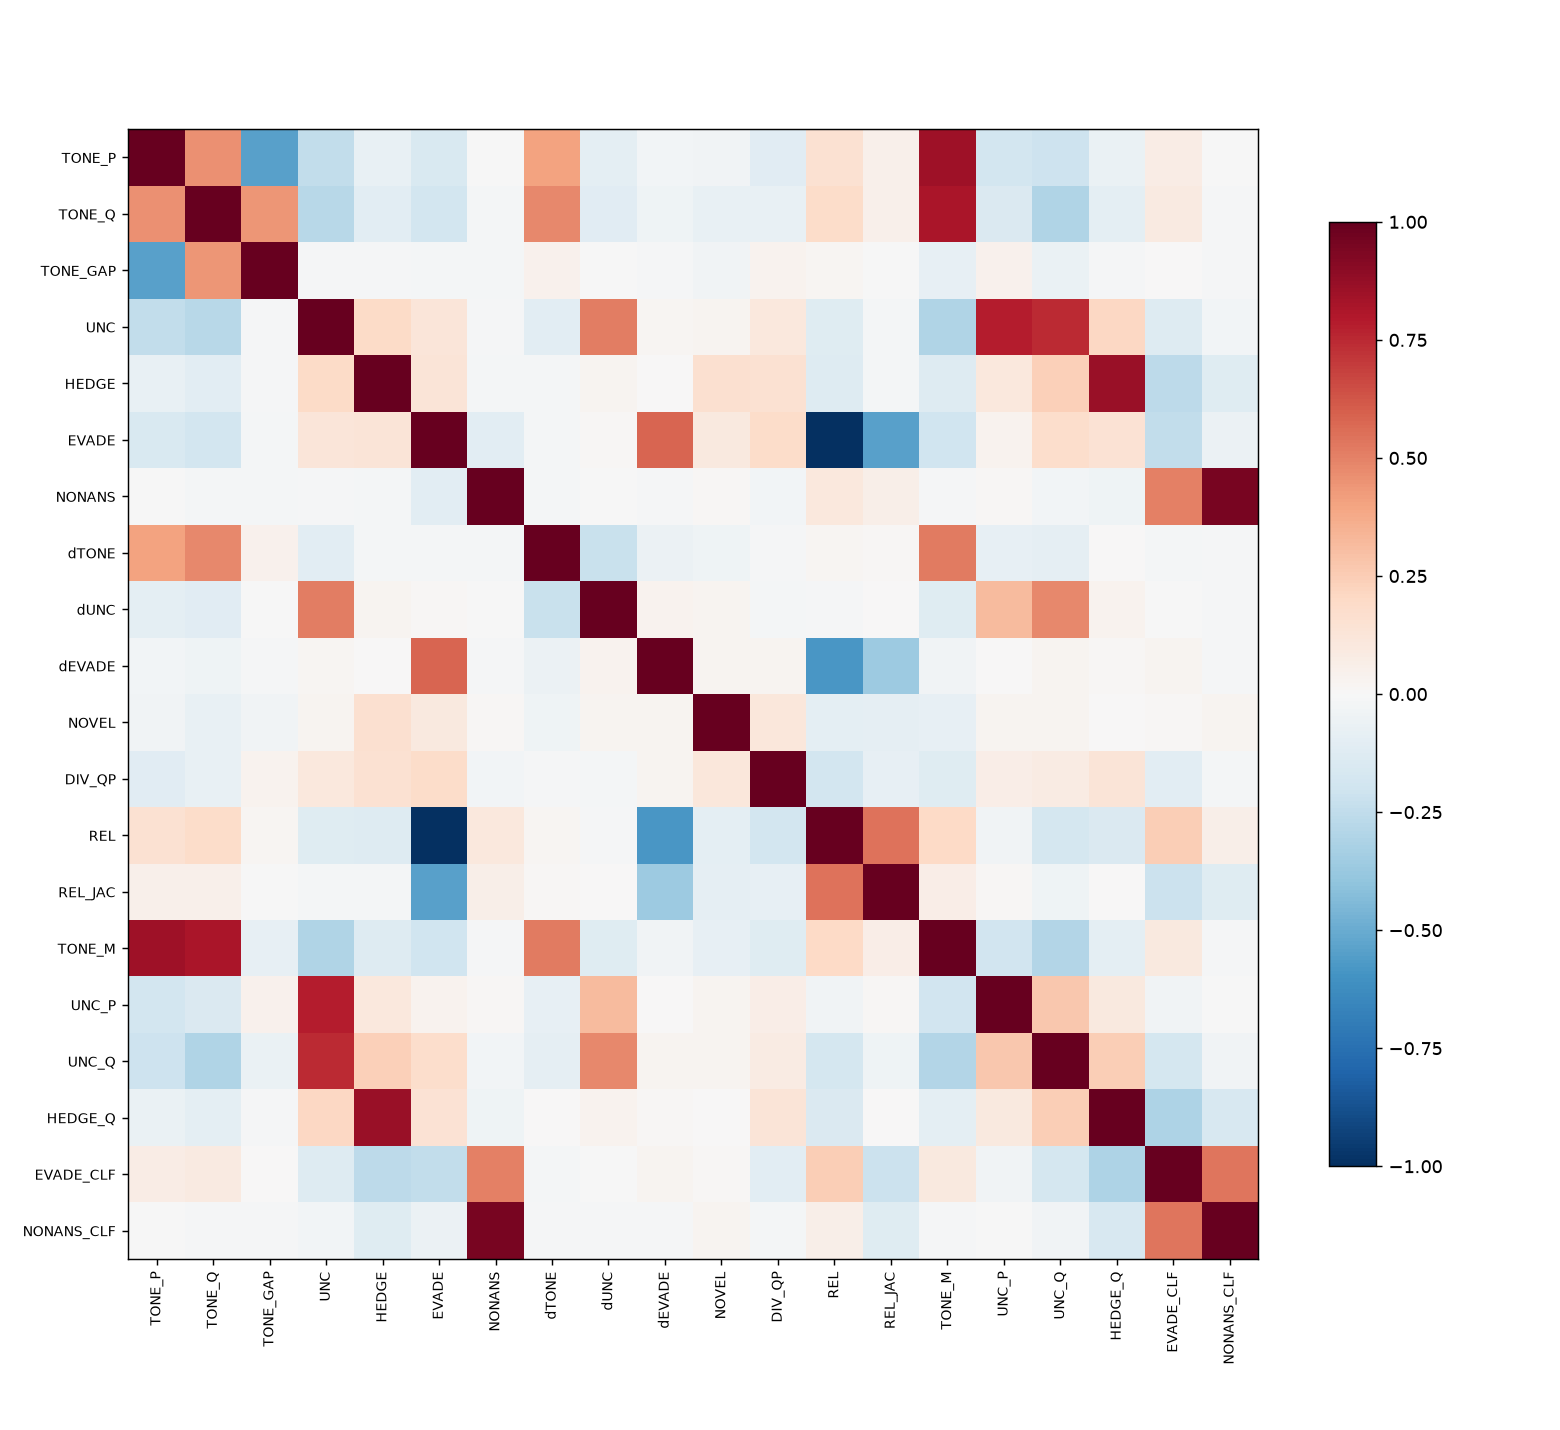 TONE_P
TONE_Q
TONE_GAP
UNC
HEDGE
EVADE
NONANS
dTONE
dUNC
dEVADE
NOVEL
DIV_QP
REL
REL_JAC
TONE_M
UNC_P
UNC_Q
HEDGE_Q
EVADE_CLF
NONANS_CLF
TONE_P
TONE_Q
TONE_GAP
UNC
HEDGE
EVADE
NONANS
dTONE
dUNC
dEVADE
NOVEL
DIV_QP
REL
REL_JAC
TONE_M
UNC_P
UNC_Q
HEDGE_Q
EVADE_CLF
NONANS_CLF
1.00
0.75
0.50
0.25
0.00
−0.25
−0.50
−0.75
−1.00